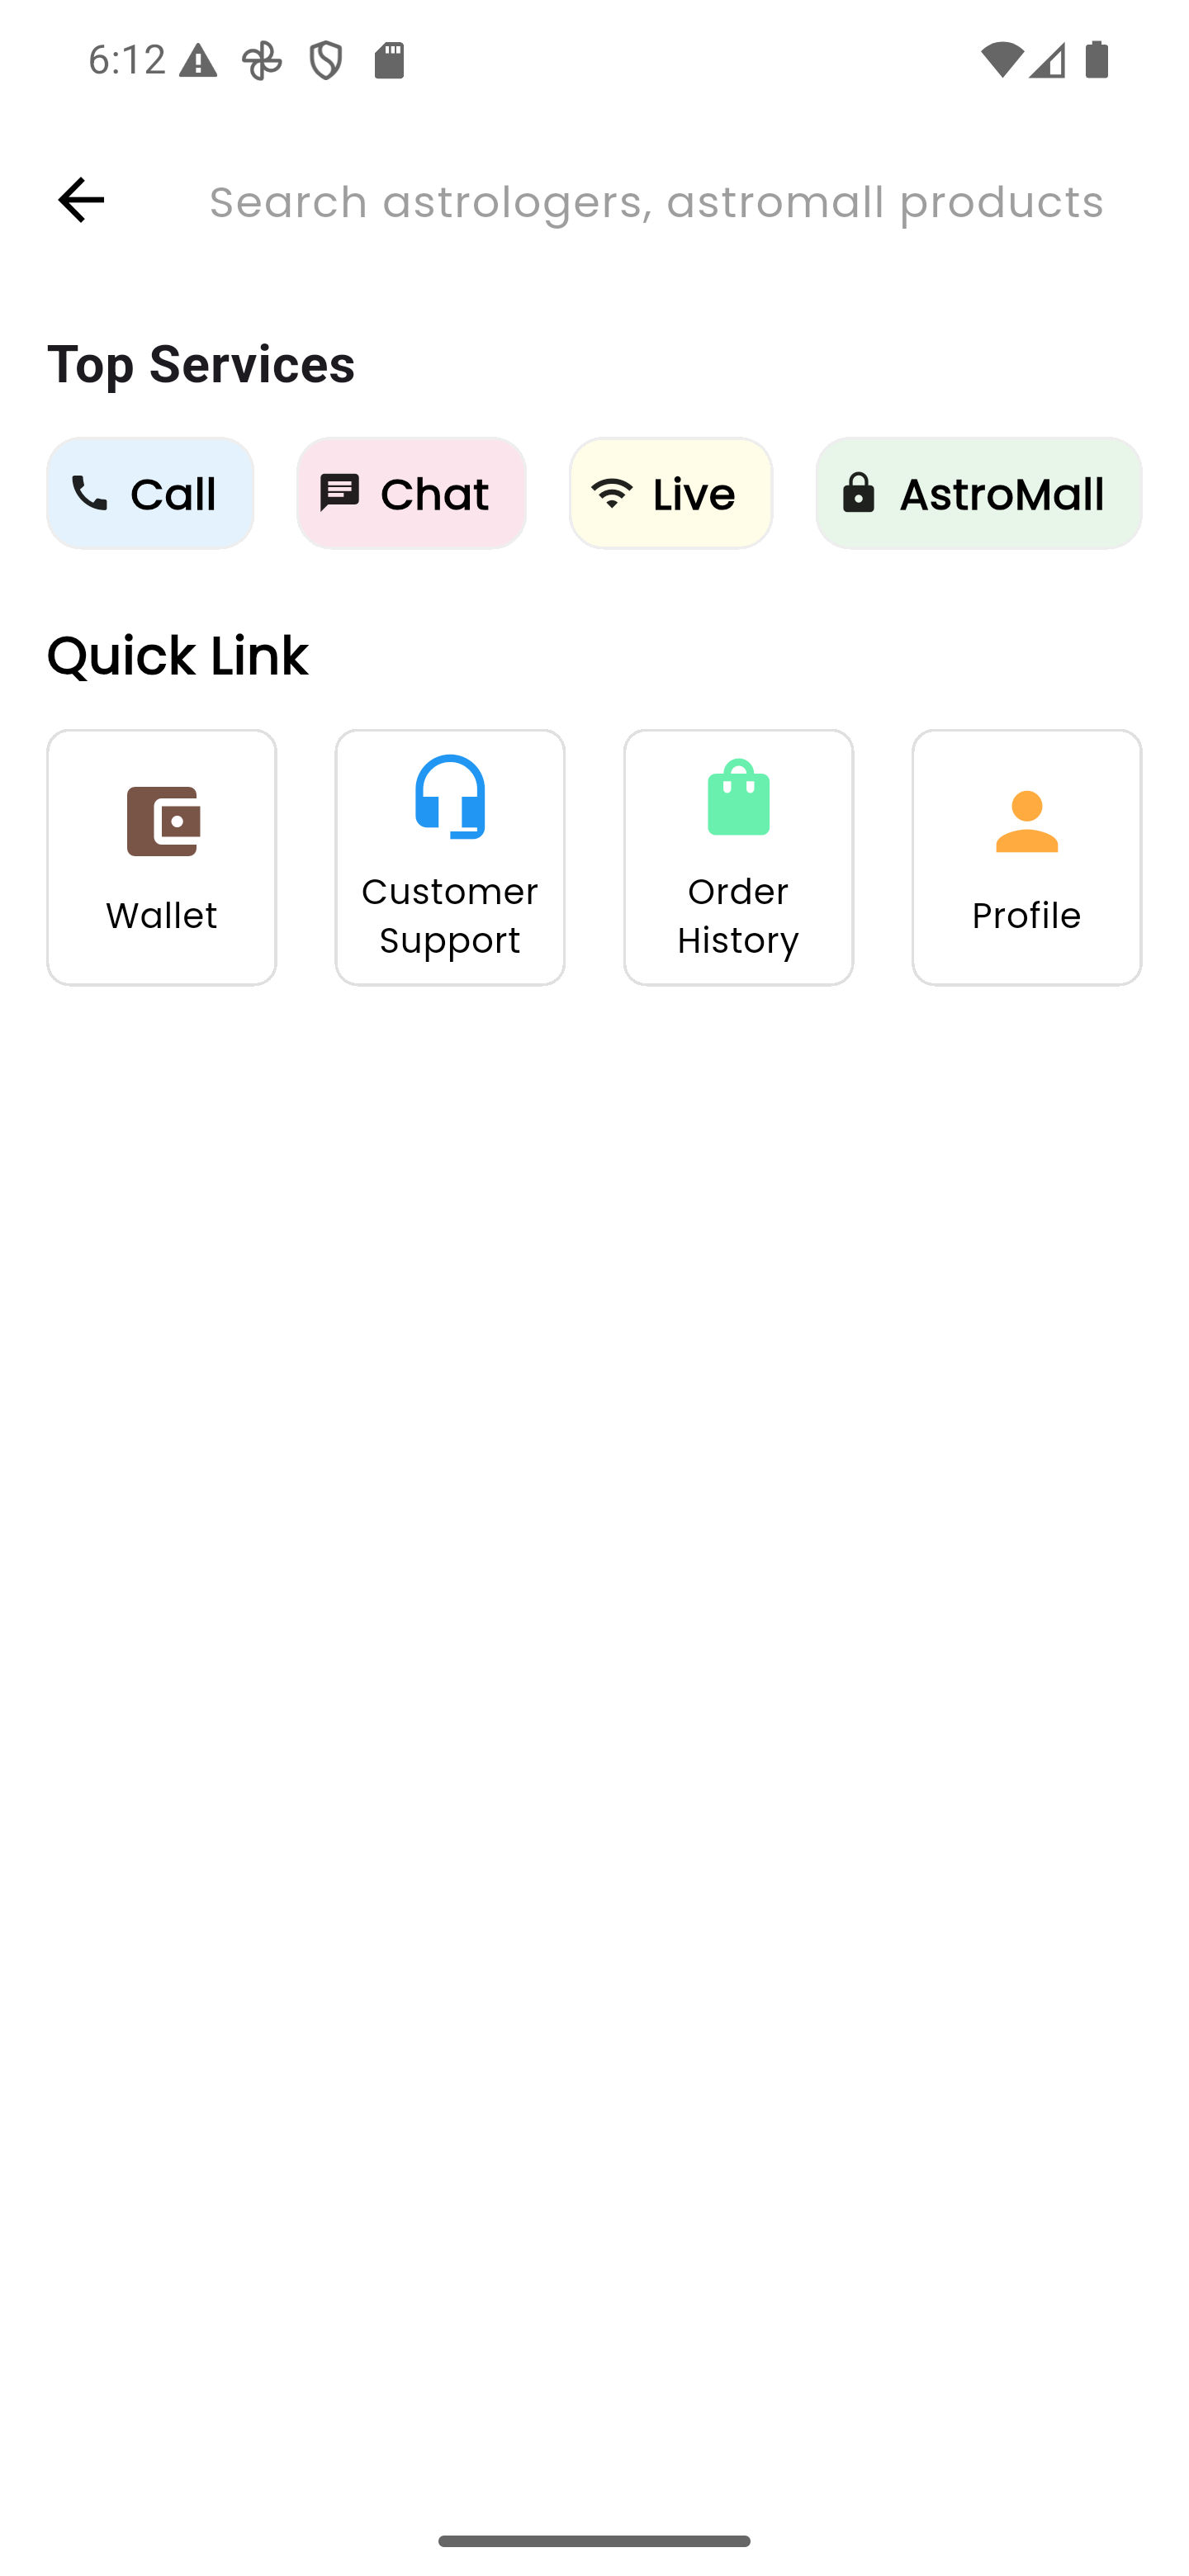 6:12
Search astrologers, astromall products
Top Services
Call
Chat
Live
AstroMall
Quick Link
Wallet
Customer
Support
Order
History
Profile